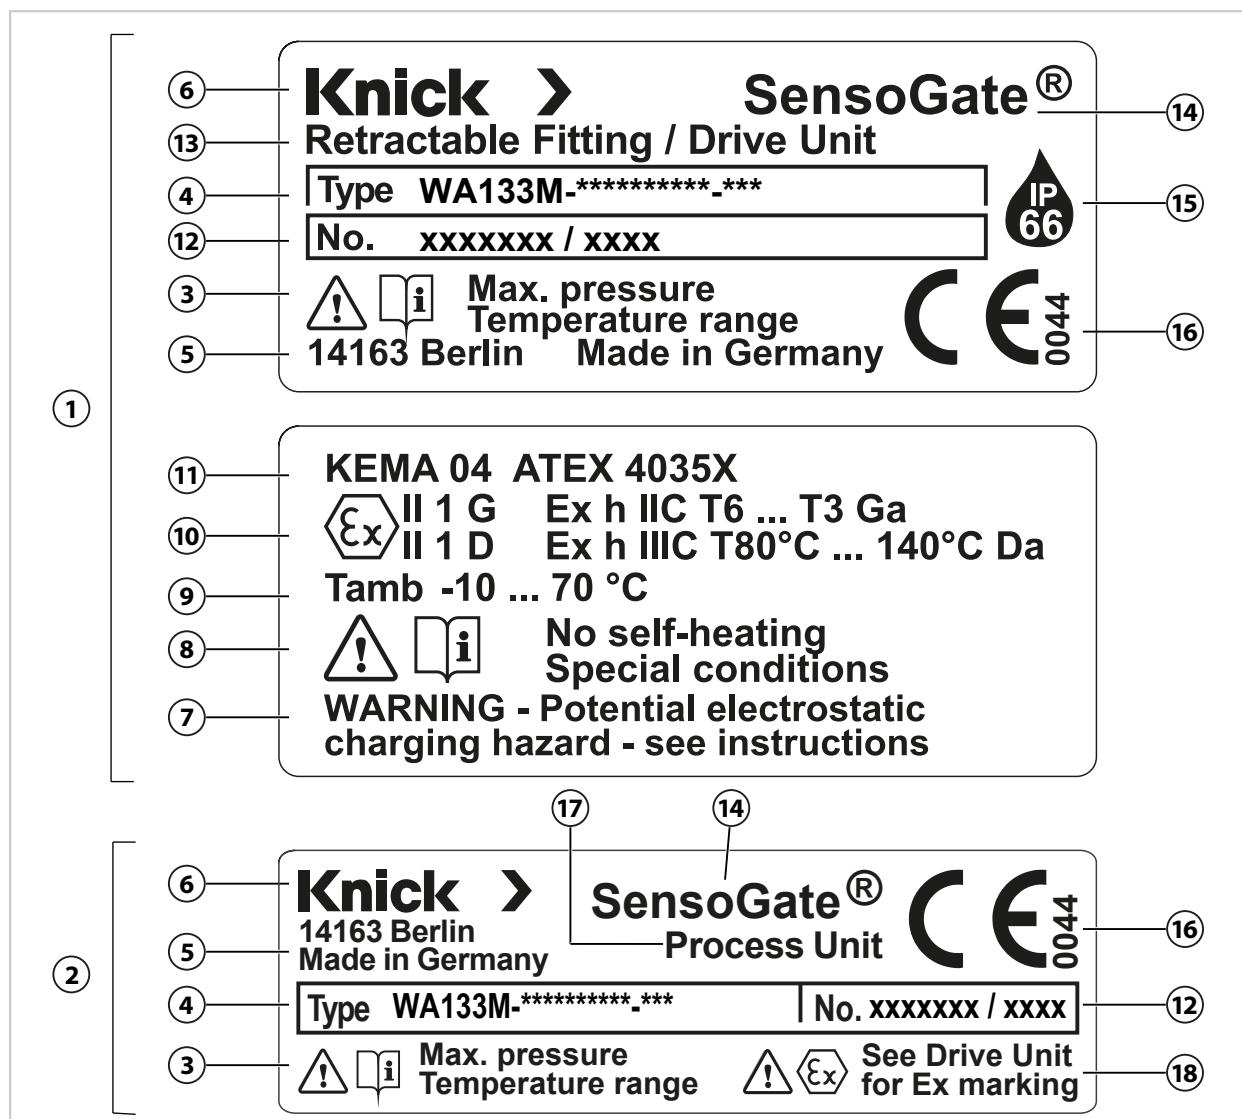 1
6
Knick >
SensoGate®
14
13
Retractable Fitting / Drive Unit
4
Type WA133M-**********-***
IP
66
15
12
No. xxxxxxx / xxxx
3
i
Max. pressure
Temperature range
CE 0044
16
5
14163 Berlin Made in Germany
11
KEMA 04 ATEX 4035X
10
Ex
II 1 G Ex h IIC T6 ... T3 Ga
II 1 D Ex h IIIC T80°C ... 140°C Da
9
Tamb -10 ... 70 °C
8
i
No self-heating
Special conditions
7
WARNING - Potential electrostatic
charging hazard - see instructions
17
14
2
6
Knick >
SensoGate®
CE 0044
16
5
14163 Berlin
Made in Germany
Process Unit
4
Type WA133M-**********-***
No. xxxxxxx / xxxx
12
3
i
Max. pressure
Temperature range
Ex
See Drive Unit
for Ex marking
18